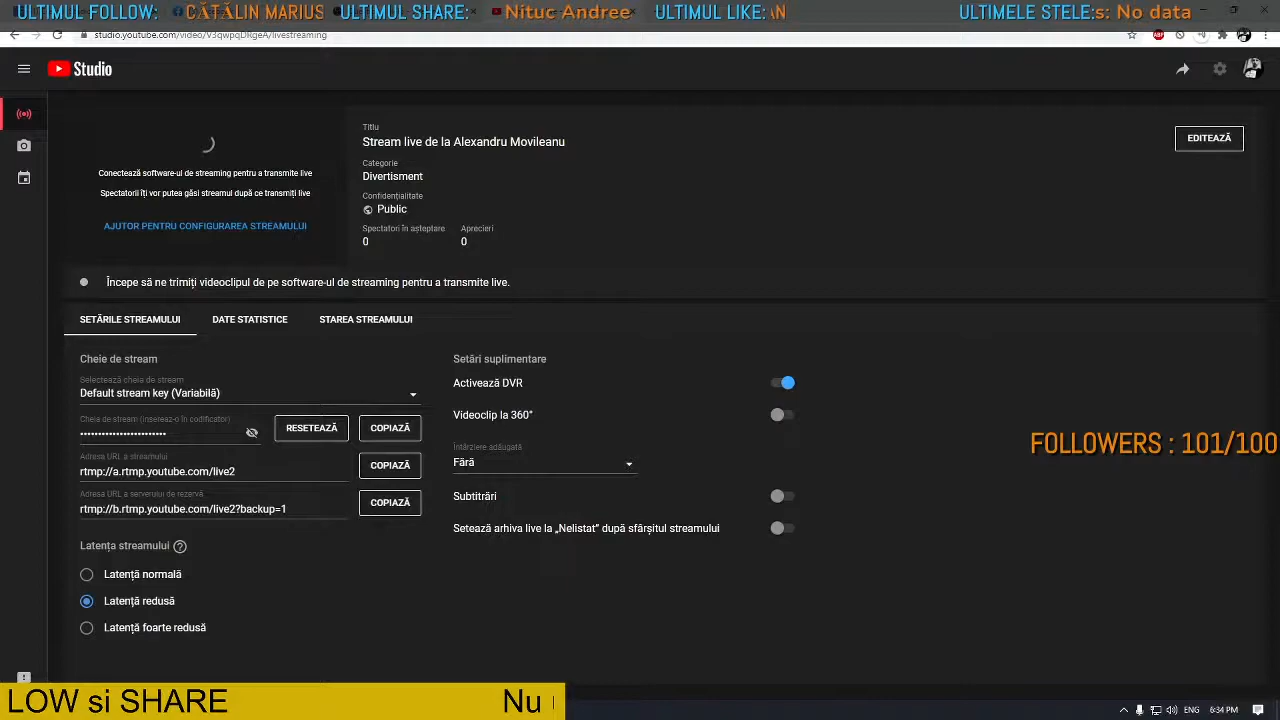 ULTIMUL FOLLOW: CĂTĂLIN MARIUS ULTIMUL SHARE: Nituc Andree ULTIMUL LIKE: AN ULTIMELE STELE:s: No data
studio.youtube.com/video/V3qwpqDRgeA/livestreaming
Studio
Titlu
Stream live de la Alexandru Movileanu
EDITEAZĂ
Categorie
Divertisment
Conectează software-ul de streaming pentru a transmite live
Spectatorii îți vor putea găsi streamul după ce transmiți live
Confidențialitate
Public
AJUTOR PENTRU CONFIGURAREA STREAMULUI
Spectatori în așteptare Aprecieri
0 0
Începe să ne trimiți videoclipul de pe software-ul de streaming pentru a transmite live.
SETĂRILE STREAMULUI DATE STATISTICE STAREA STREAMULUI
Cheie de stream
Selectează cheia de stream
Default stream key (Variabilă)
Cheia de stream (inserează-o în codificator)
••••••••••••••••••••••••
RESETEAZĂ COPIAZĂ
Adresa URL a streamului
rtmp://a.rtmp.youtube.com/live2
COPIAZĂ
Adresa URL a serverului de rezervă
rtmp://b.rtmp.youtube.com/live2?backup=1
COPIAZĂ
Latența streamului
Latență normală
Latență redusă
Latență foarte redusă
Setări suplimentare
Activează DVR
Videoclip la 360°
Întârziere adăugată
Fără
Subtitrări
Setează arhiva live la „Nelistat” după sfârșitul streamului
FOLLOWERS : 101/100
LOW si SHARE Nu
ENG 6:34 PM